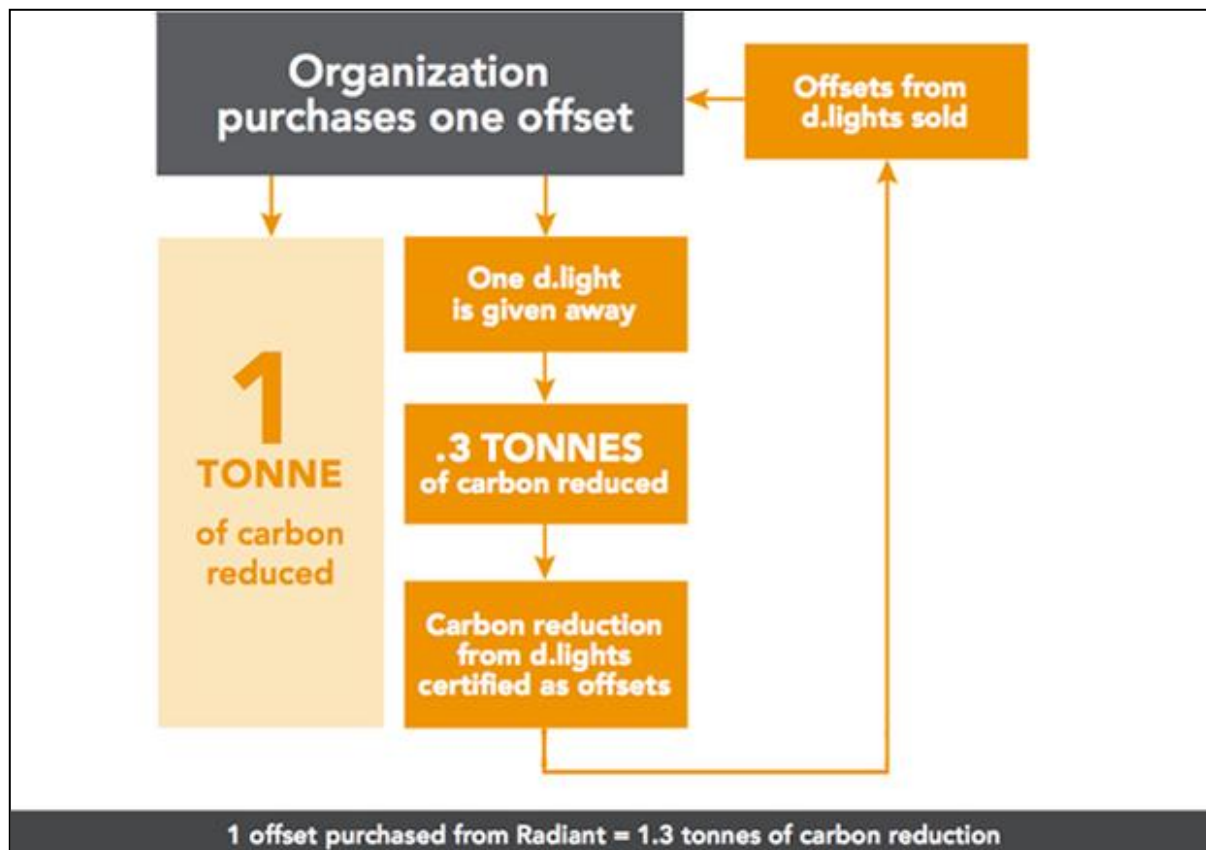 Organization
purchases one offset
Offsets from
d.lights sold
1
TONNE
of carbon
reduced
One d.light
is given away
.3 TONNES
of carbon reduced
Carbon reduction
from d.lights
certified as offsets
1 offset purchased from Radiant = 1.3 tonnes of carbon reduction